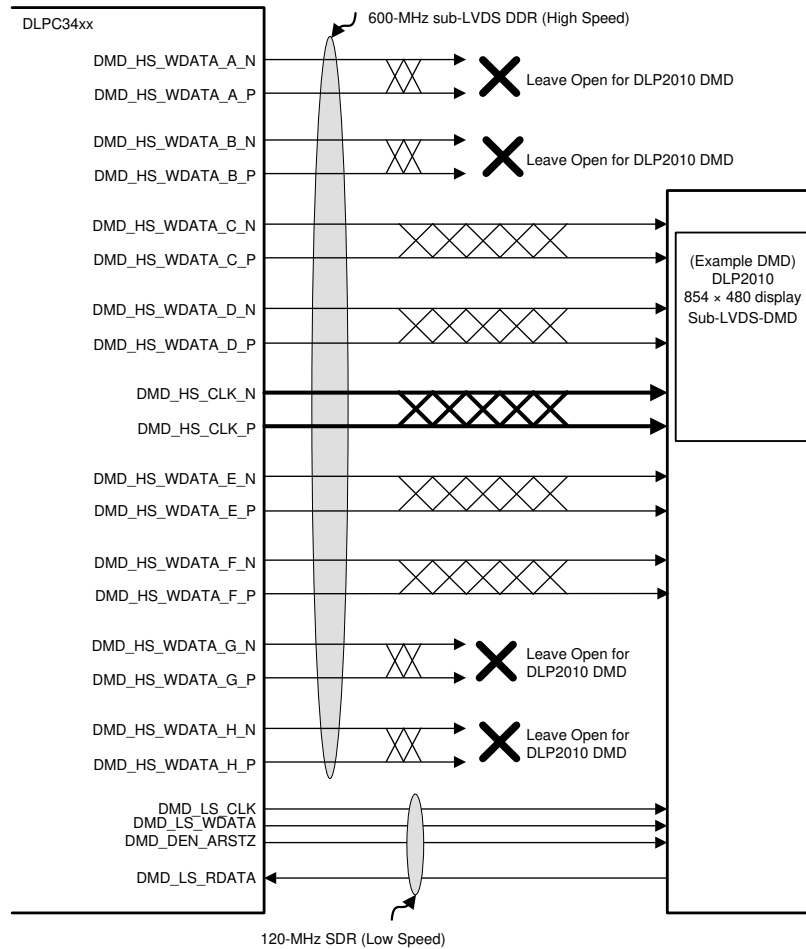 600-MHz sub-LVDS DDR (High Speed)
DLPC34xx
DMD_HS_WDATA_A_N
DMD_HS_WDATA_A_P
Leave Open for DLP2010 DMD
DMD_HS_WDATA_B_N
DMD_HS_WDATA_B_P
Leave Open for DLP2010 DMD
DMD_HS_WDATA_C_N
DMD_HS_WDATA_C_P
(Example DMD)
DLP2010
854 × 480 display
Sub-LVDS-DMD
DMD_HS_WDATA_D_N
DMD_HS_WDATA_D_P
DMD_HS_CLK_N
DMD_HS_CLK_P
DMD_HS_WDATA_E_N
DMD_HS_WDATA_E_P
DMD_HS_WDATA_F_N
DMD_HS_WDATA_F_P
DMD_HS_WDATA_G_N
DMD_HS_WDATA_G_P
Leave Open for
DLP2010 DMD
DMD_HS_WDATA_H_N
DMD_HS_WDATA_H_P
Leave Open for
DLP2010 DMD
DMD_LS_CLK
DMD_LS_WDATA
DMD_DEN_ARSTZ
DMD_LS_RDATA
120-MHz SDR (Low Speed)